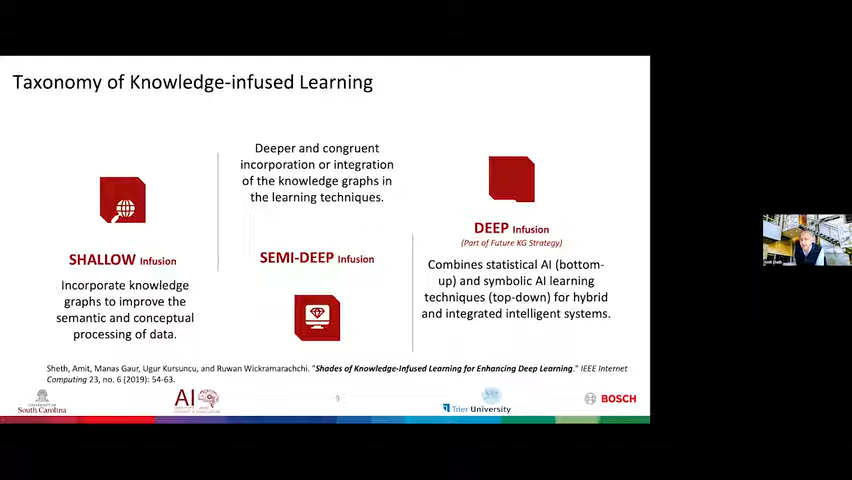 Taxonomy of Knowledge-infused Learning
SHALLOW Infusion
Incorporate knowledge
graphs to improve the
semantic and conceptual
processing of data.
Deeper and congruent
incorporation or integration
of the knowledge graphs in
the learning techniques.
SEMI-DEEP Infusion
DEEP Infusion
(Part of Future KG Strategy)
Combines statistical AI (bottom-
up) and symbolic AI learning
techniques (top-down) for hybrid
and integrated intelligent systems.
Sheth, Amit, Manas Gaur, Ugur Kursuncu, and Ruwan Wickramarachchi. "Shades of Knowledge-Infused Learning for Enhancing Deep Learning." IEEE Internet
Computing 23, no. 6 (2019): 54-63.
South Carolina
AI
9
Trier University
BOSCH